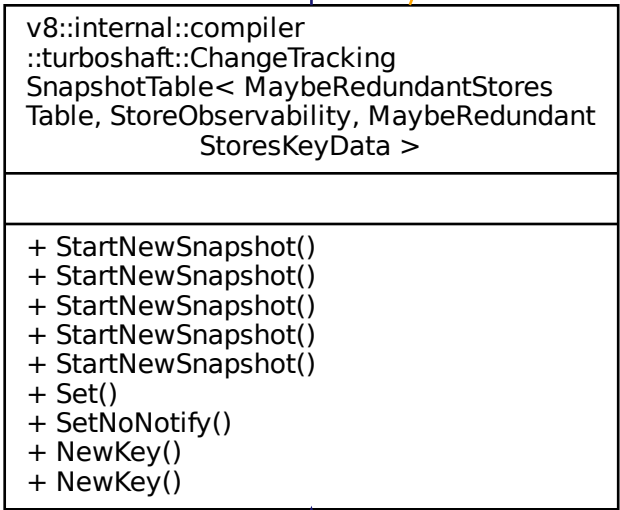 v8::internal::compiler
::turboshaft::ChangeTracking
SnapshotTable< MaybeRedundantStores
Table, StoreObservability, MaybeRedundant
StoresKeyData >
+ StartNewSnapshot()
+ StartNewSnapshot()
+ StartNewSnapshot()
+ StartNewSnapshot()
+ StartNewSnapshot()
+ Set()
+ SetNoNotify()
+ NewKey()
+ NewKey()